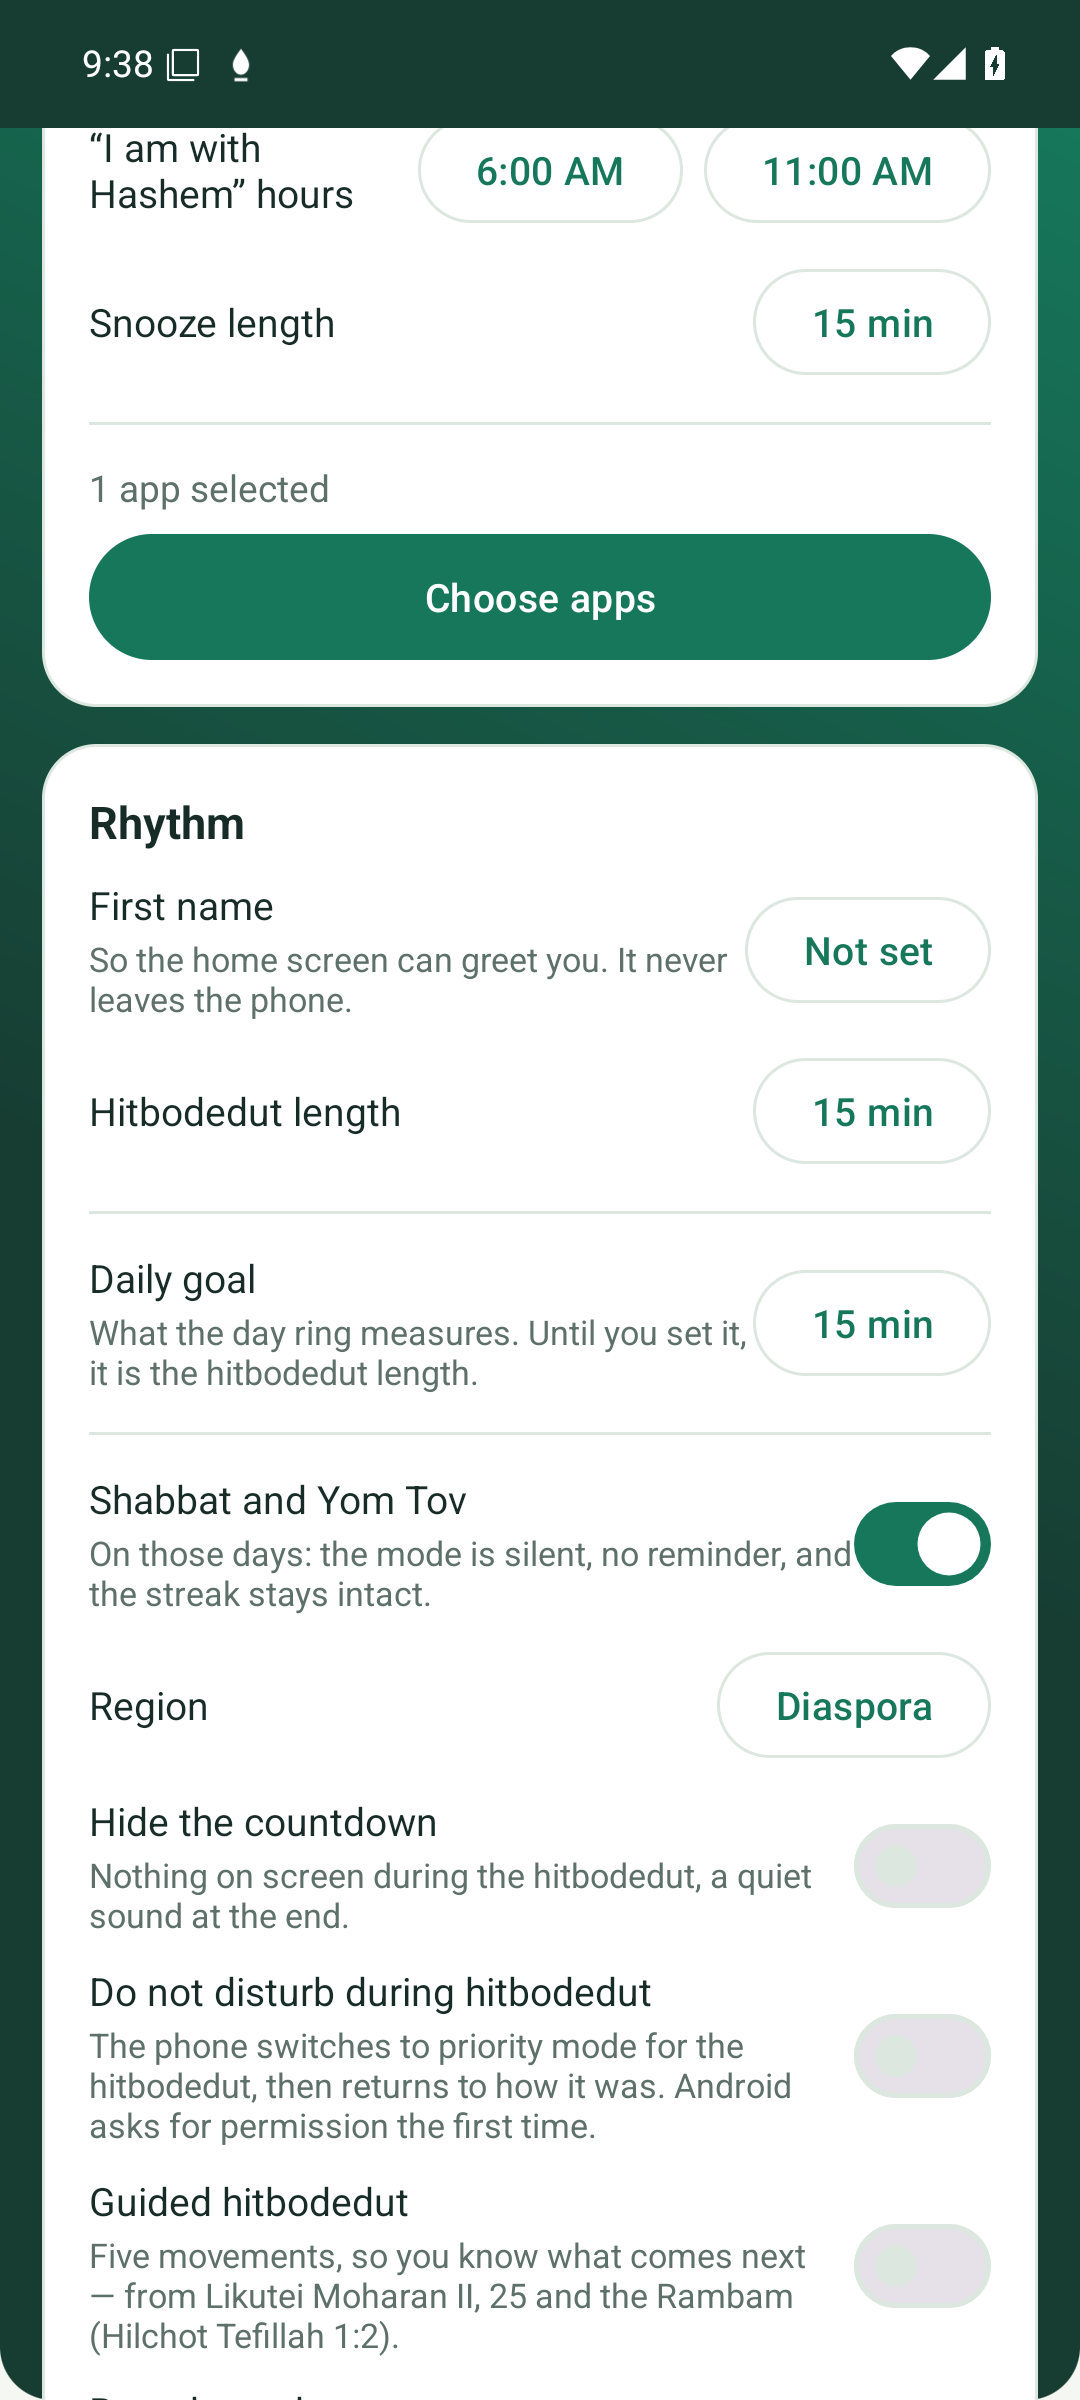 9:38
“I am with
Hashem” hours
6:00 AM
11:00 AM
Snooze length
15 min
1 app selected
Choose apps
Rhythm
First name
So the home screen can greet you. It never
leaves the phone.
Not set
Hitbodedut length
15 min
Daily goal
What the day ring measures. Until you set it,
it is the hitbodedut length.
15 min
Shabbat and Yom Tov
On those days: the mode is silent, no reminder, and
the streak stays intact.
Region
Diaspora
Hide the countdown
Nothing on screen during the hitbodedut, a quiet
sound at the end.
Do not disturb during hitbodedut
The phone switches to priority mode for the
hitbodedut, then returns to how it was. Android
asks for permission the first time.
Guided hitbodedut
Five movements, so you know what comes next
— from Likutei Moharan II, 25 and the Rambam
(Hilchot Tefillah 1:2).